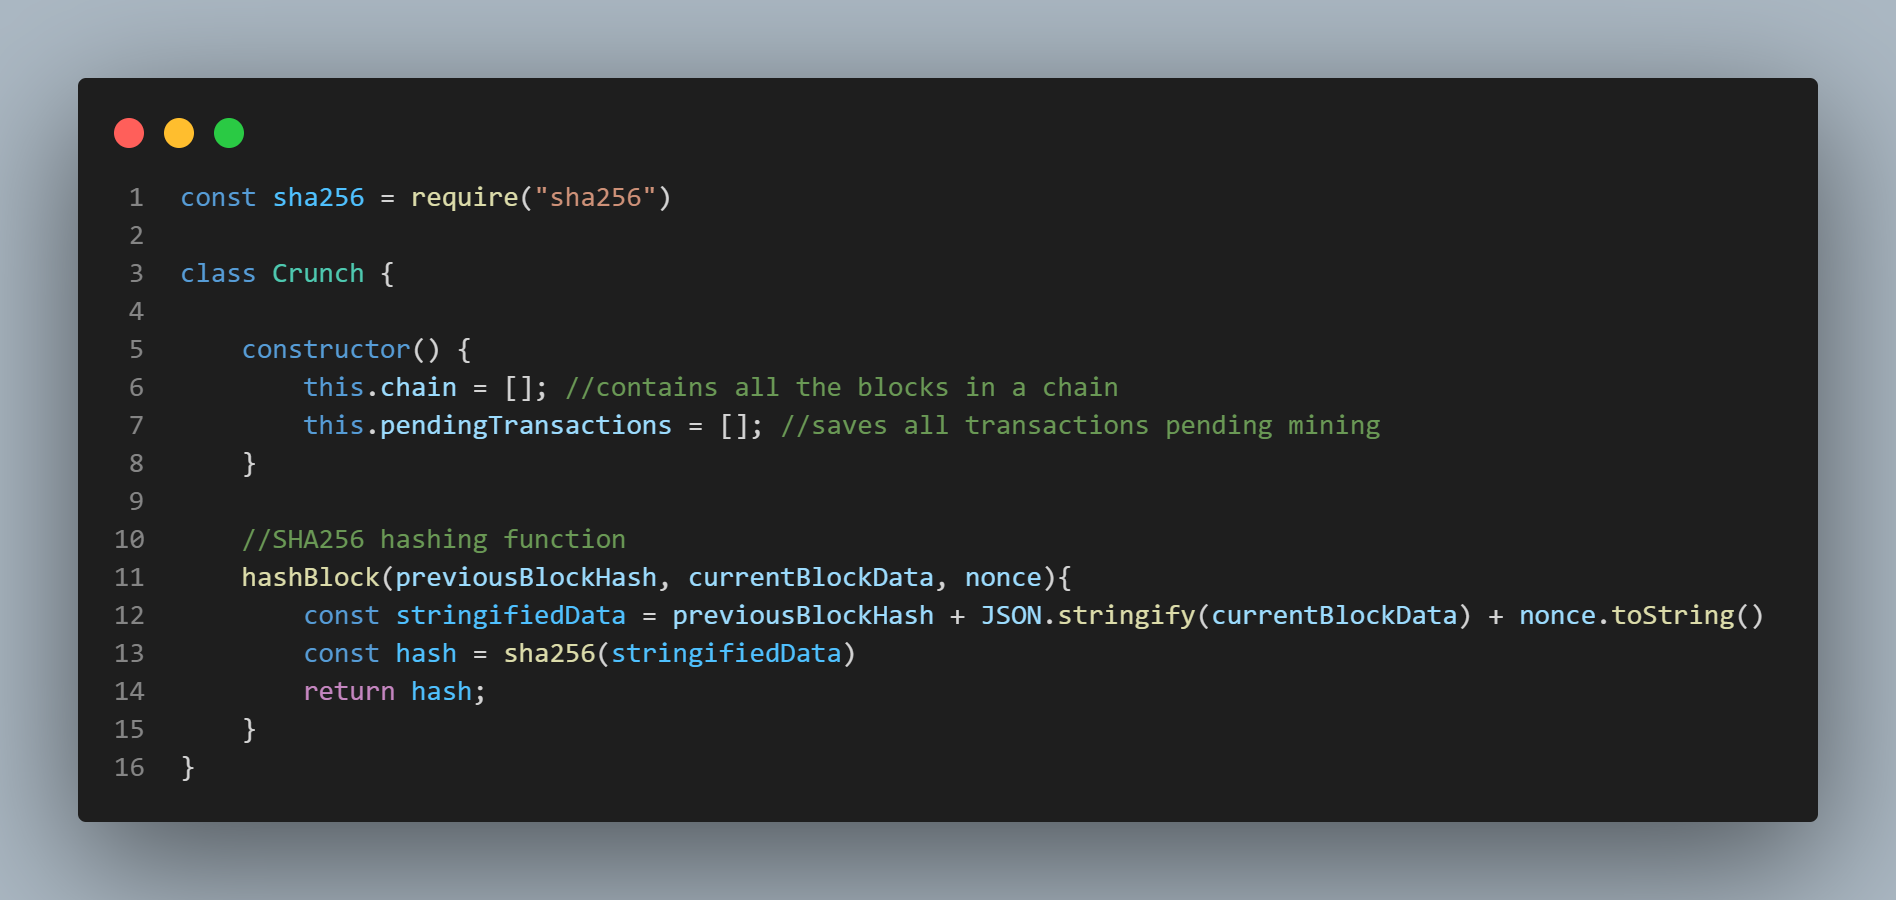 1 const sha256 = require("sha256")
2
3 class Crunch {
4
5     constructor() {
6         this.chain = []; //contains all the blocks in a chain
7         this.pendingTransactions = []; //saves all transactions pending mining
8     }
9
10     //SHA256 hashing function
11     hashBlock(previousBlockHash, currentBlockData, nonce){
12         const stringifiedData = previousBlockHash + JSON.stringify(currentBlockData) + nonce.toString()
13         const hash = sha256(stringifiedData)
14         return hash;
15     }
16 }